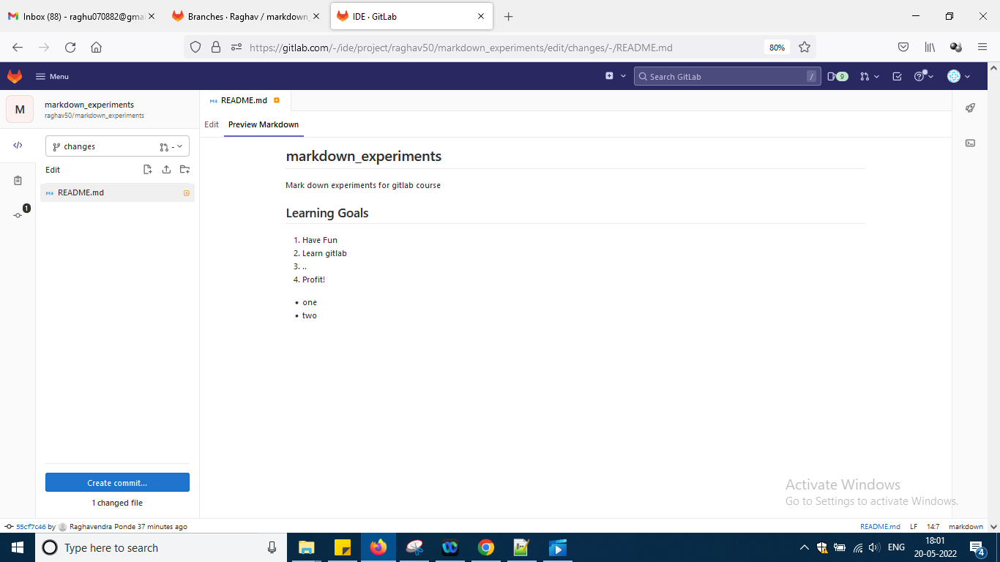 Inbox (88) - raghu070882@gmai
Branches · Raghav / markdown_
IDE · GitLab
https://gitlab.com/-/ide/project/raghav50/markdown_experiments/edit/changes/-/README.md
80%
Menu
Search GitLab
/
9
M
markdown_experiments
raghav50/markdown_experiments
README.md
Edit
Preview Markdown
changes
-
Edit
README.md
1
markdown_experiments
Mark down experiments for gitlab course
Learning Goals
1. Have Fun
2. Learn gitlab
3. ..
4. Profit!
• one
• two
Create commit...
1 changed file
Activate Windows
Go to Settings to activate Windows.
55cf7c46 by Raghavendra Ponde 37 minutes ago
README.md LF 14:7 markdown
Type here to search
ENG
18:01
20-05-2022
4